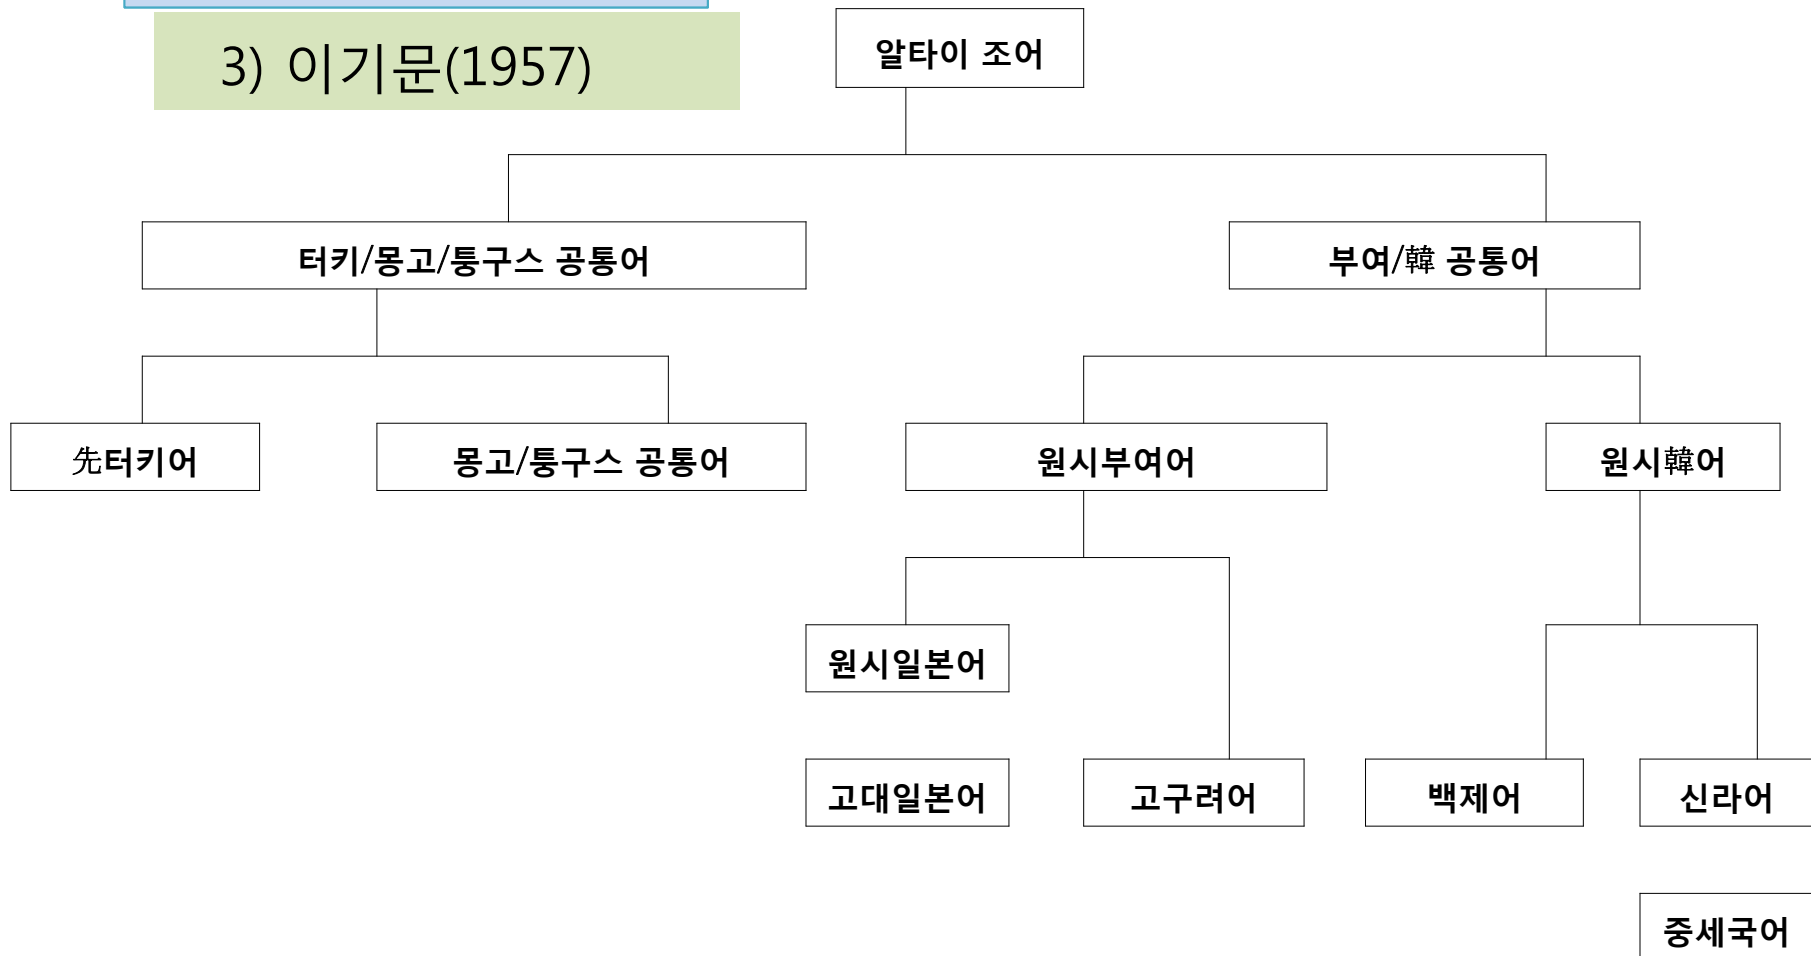 3) 이기문(1957)
알타이 조어
터키/몽고/퉁구스 공통어
부여/韓 공통어
先터키어
몽고/퉁구스 공통어
원시부여어
원시韓어
원시일본어
고대일본어
고구려어
백제어
신라어
중세국어